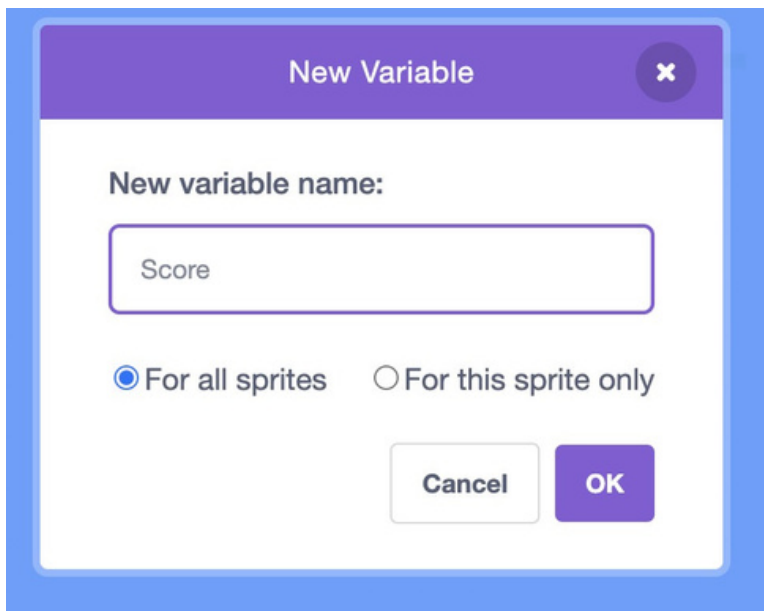 New Variable
New variable name:
Score
For all sprites For this sprite only
Cancel OK